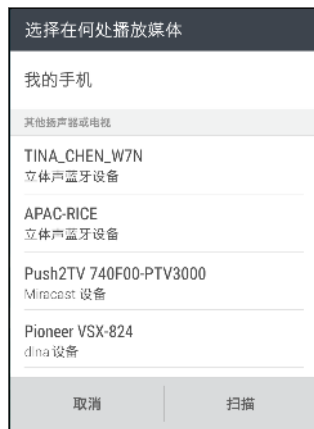 选择在何处播放媒体
我的手机
其他扬声器或电视
TINA_CHEN_W7N
立体声蓝牙设备
APAC-RICE
立体声蓝牙设备
Push2TV 740F00-PTV3000
Miracast 设备
Pioneer VSX-824
dlna 设备
取消
扫描